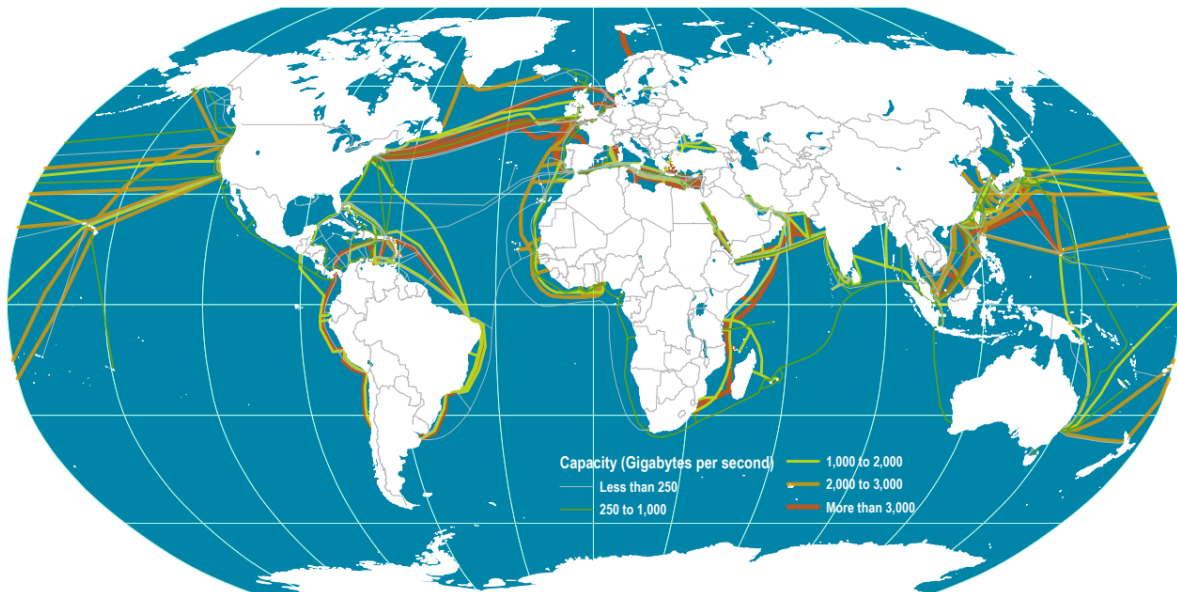 Capacity (Gigabytes per second)
Less than 250
250 to 1,000
1,000 to 2,000
2,000 to 3,000
More than 3,000